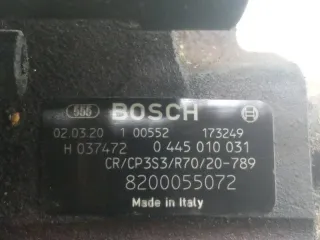 555 BOSCH
02.03.20 1 00552 173249
H 037472 0 445 010 031
CR/CP3S3/R70/20-789
8200055072
Made in Italy